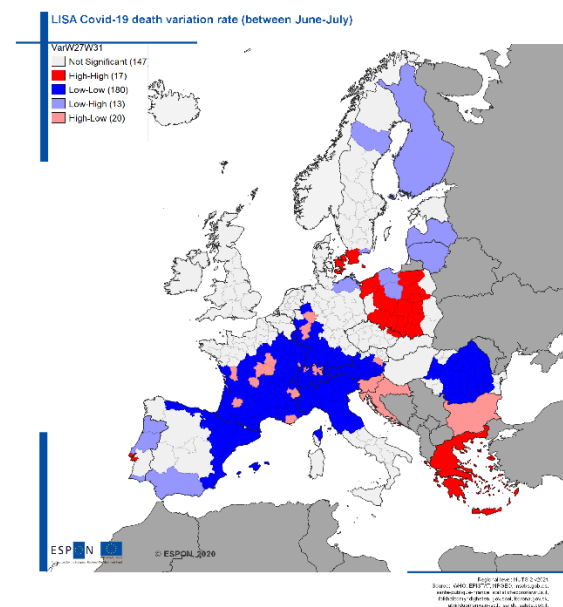 LISA Covid-19 death variation rate (between June-July)
VarW27W31
Not Significant (147
High-High (17)
Low-Low (180)
Low-High (13)
High-Low (20)
ESPON
© ESPON, 2020
Regional level: NUTS 2 v2021